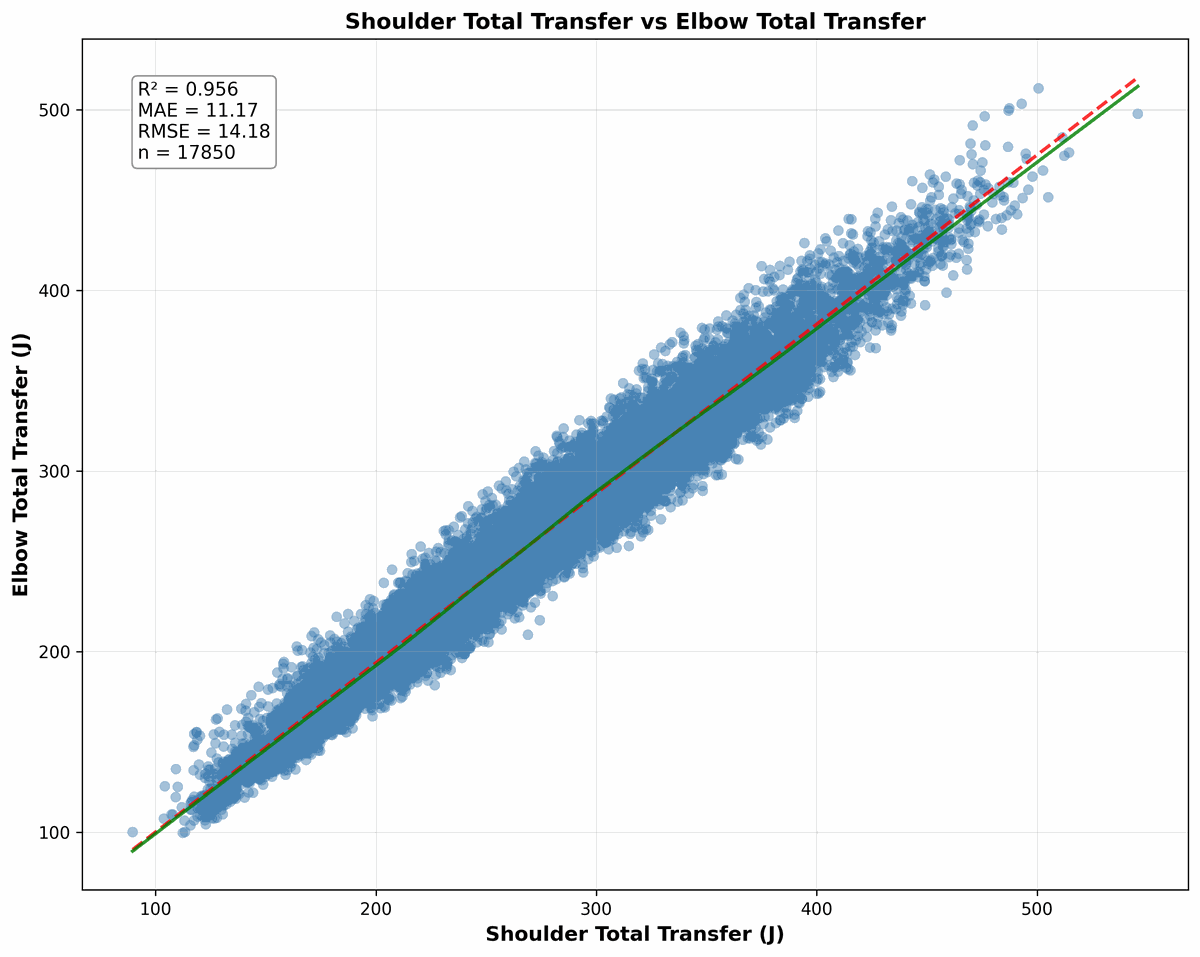 Shoulder Total Transfer vs Elbow Total Transfer
R² = 0.956
MAE = 11.17
RMSE = 14.18
n = 17850
500
400
300
200
100
Elbow Total Transfer (J)
100 200 300 400 500
Shoulder Total Transfer (J)